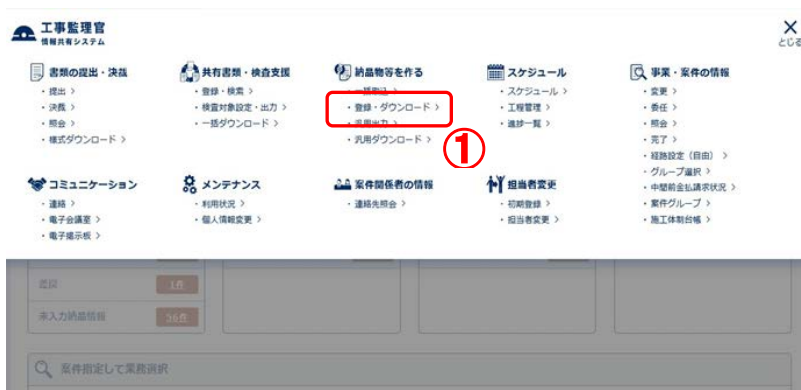 工事監理官
情報共有システム
とじる
書類の提出・決裁
・提出 >
・決裁 >
・照会 >
・様式ダウンロード >
共有書類・検査支援
・登録・検索 >
・検査対象設定・出力 >
・一括ダウンロード >
納品物等を作る
・一括取込 >
・登録・ダウンロード >
・汎用出力 >
・汎用ダウンロード >
①
スケジュール
・スケジュール >
・工程管理 >
・進捗一覧 >
事業・案件の情報
・変更 >
・委任 >
・照会 >
・完了 >
・経路設定(自由) >
・グループ選択 >
・中間前金払請求状況 >
・案件グループ >
・施工体制台帳 >
コミュニケーション
・連絡 >
・電子会議室 >
・電子掲示板 >
メンテナンス
・利用状況 >
・個人情報変更 >
案件関係者の情報
・連絡先照会 >
担当者変更
・初期登録 >
・担当者変更 >
差戻 1件
未入力納品情報 56件
案件指定して業務選択